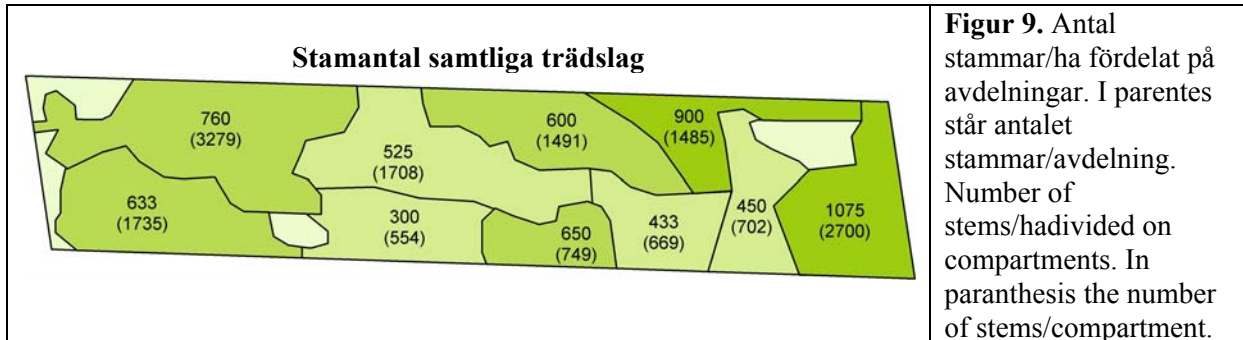 Stamantal samtliga trädslag
760
(3279)
525
(1708)
600
(1491)
900
(1485)
633
(1735)
300
(554)
650
(749)
433
(669)
450
(702)
1075
(2700)
Figur 9. Antal
stammar/ha fördelat på
avdelningar. I parentes
står antalet
stammar/avdelning.
Number of
stems/hadivided on
compartments. In
paranthesis the number
of stems/compartment.